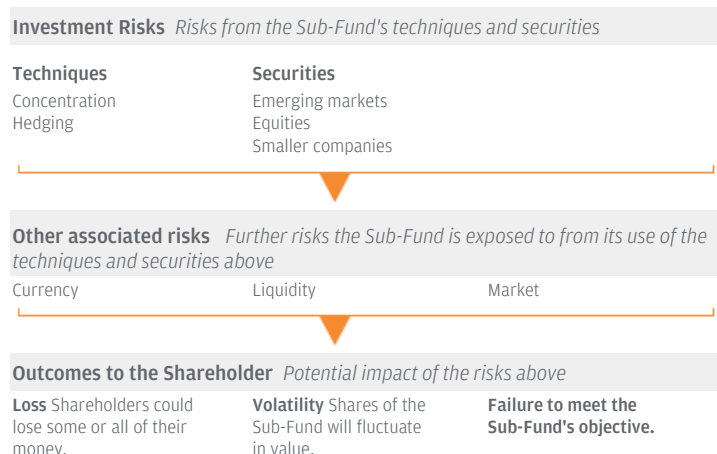 Investment Risks Risks from the Sub-Fund's techniques and securities
Techniques
Concentration
Hedging
Securities
Emerging markets
Equities
Smaller companies
Other associated risks Further risks the Sub-Fund is exposed to from its use of the
techniques and securities above
Currency
Liquidity
Market
Outcomes to the Shareholder Potential impact of the risks above
Loss Shareholders could
lose some or all of their
money.
Volatility Shares of the
Sub-Fund will fluctuate
in value.
Failure to meet the
Sub-Fund's objective.